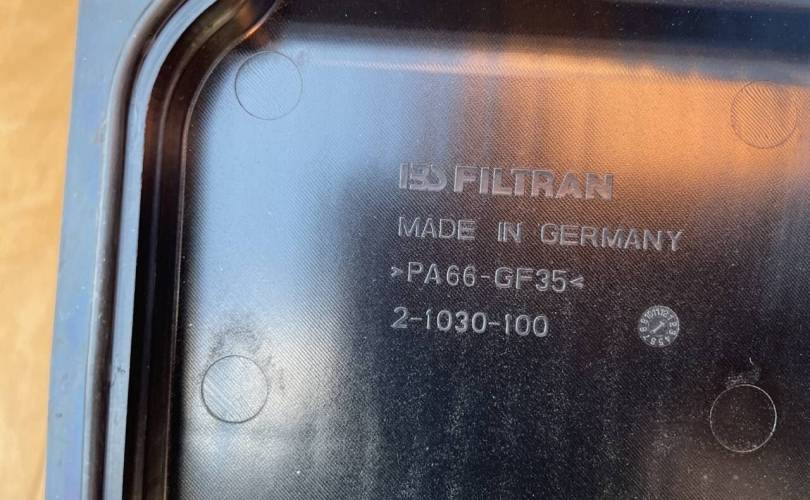 FILTRAN
MADE IN GERMANY
>PA66-GF35<
2-1030-100